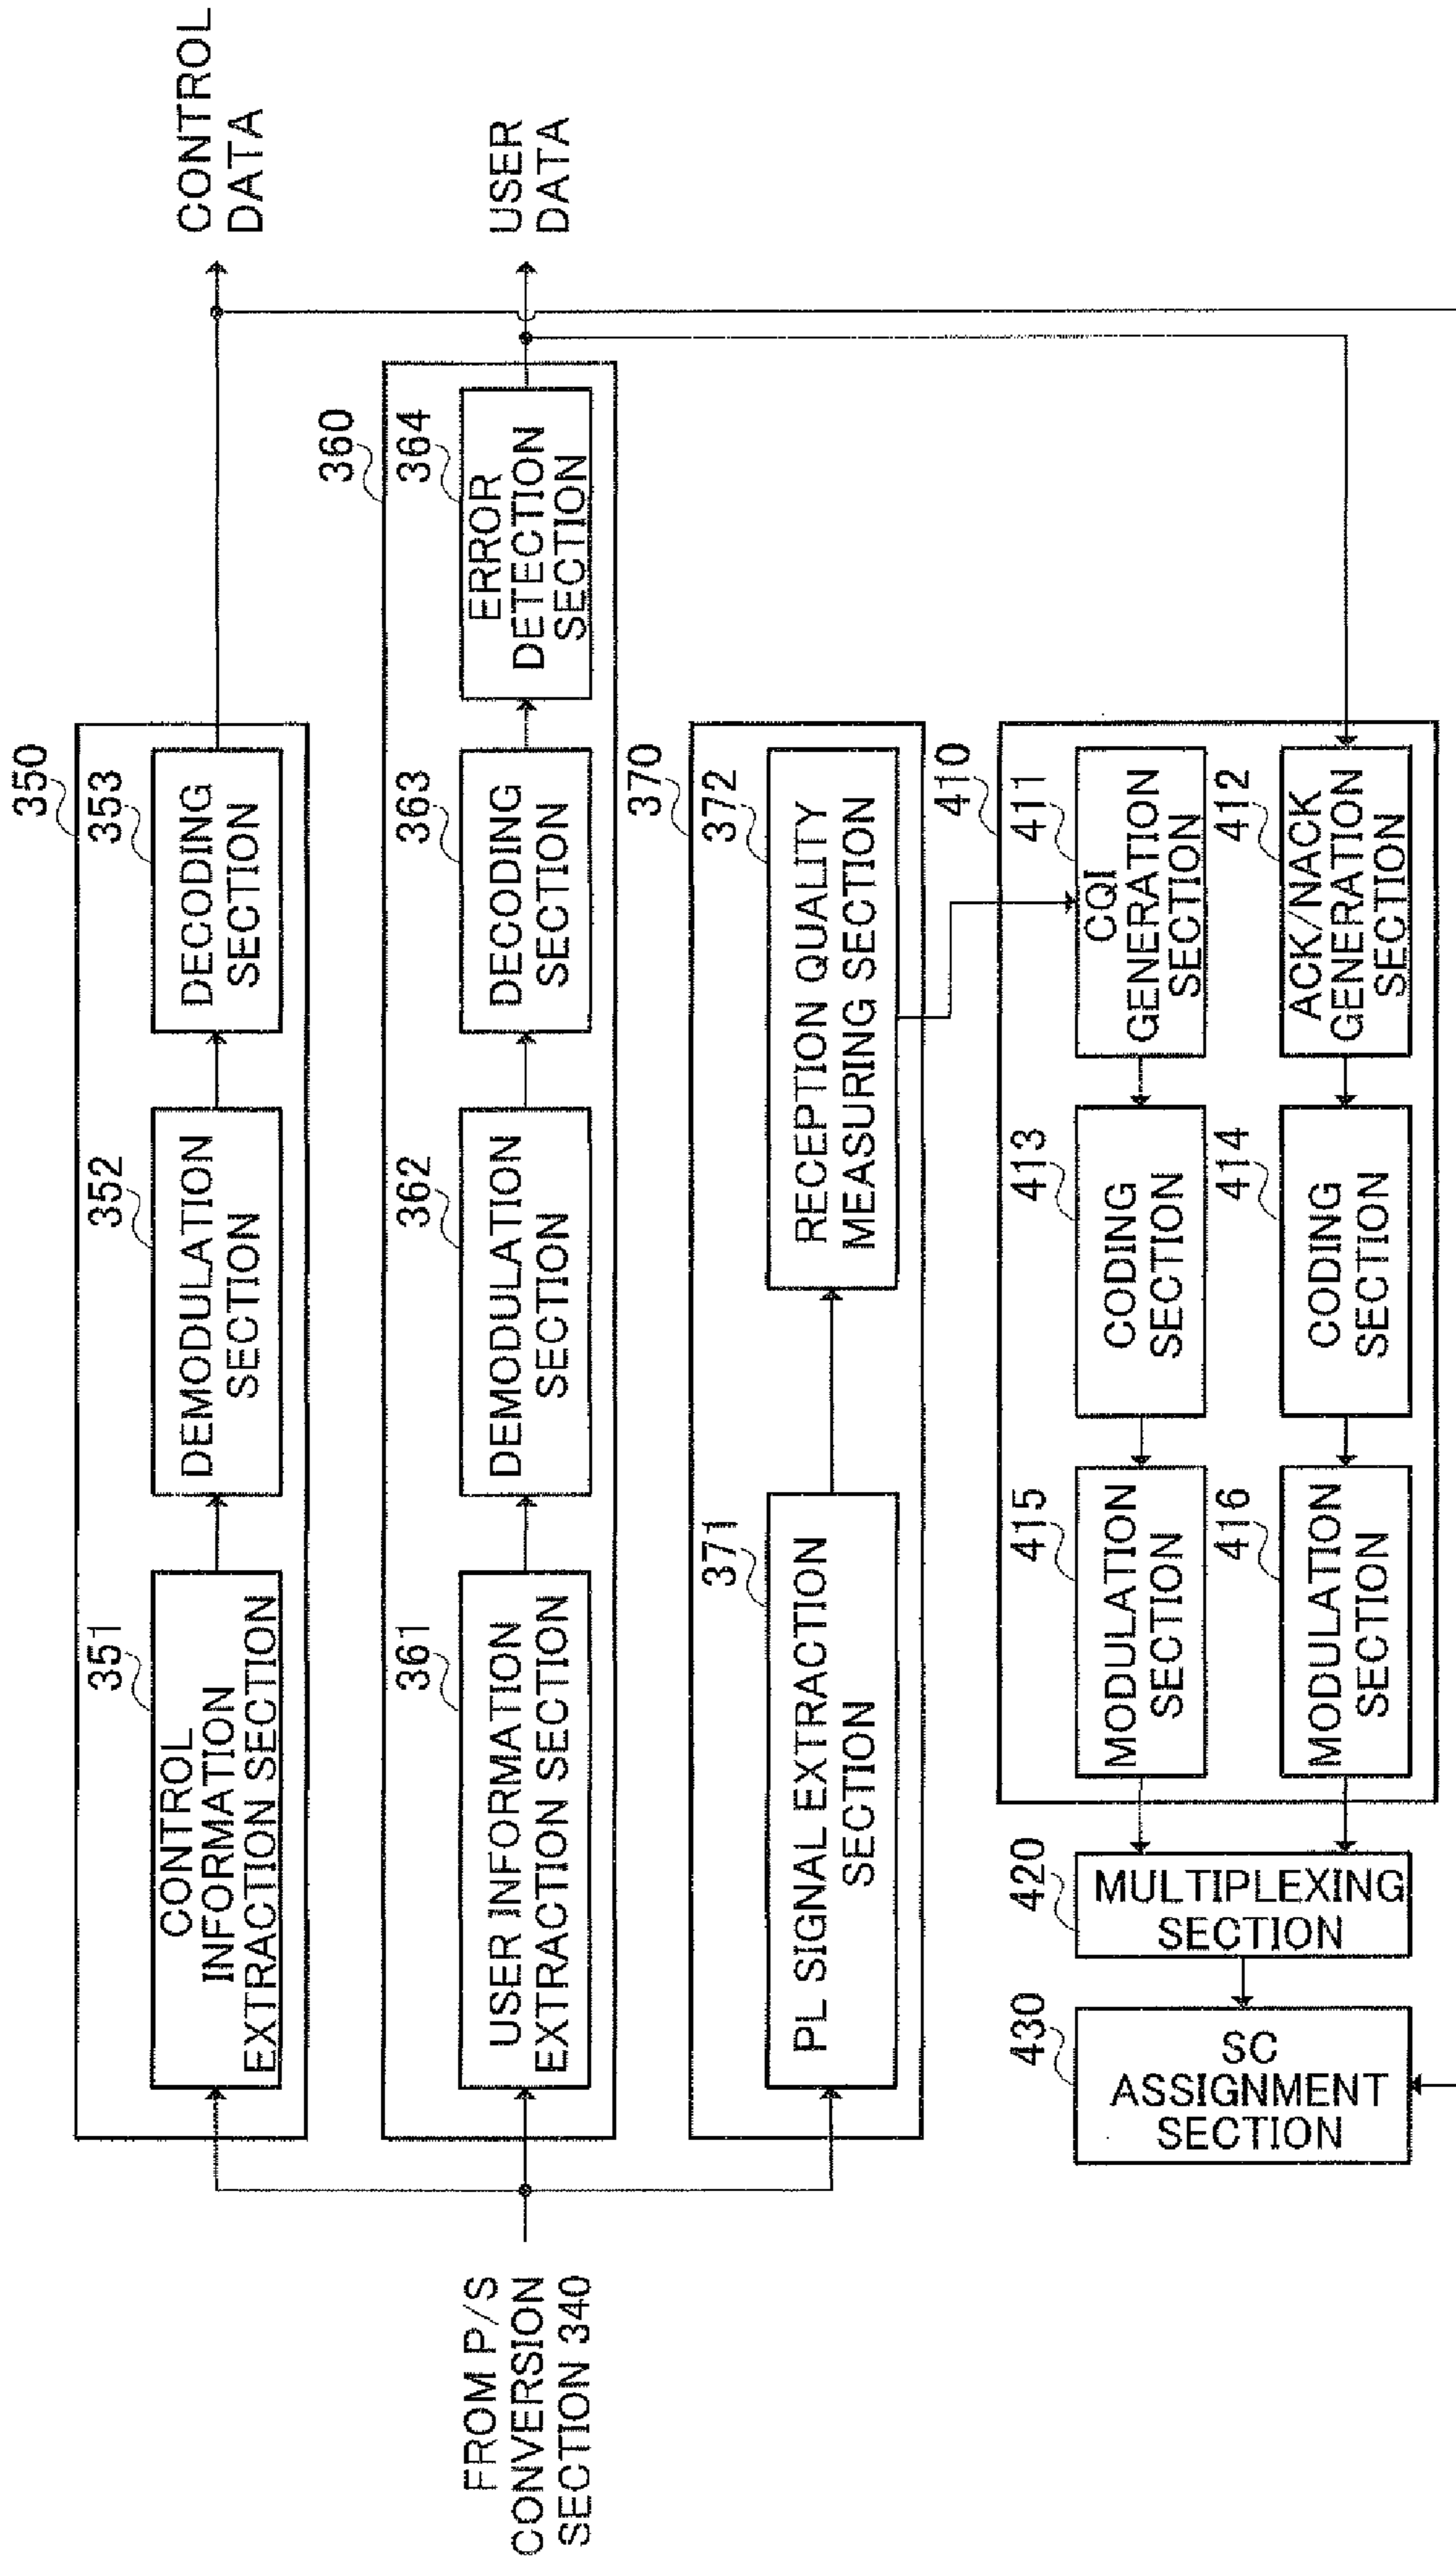 350
351
CONTROL
INFORMATION
EXTRACTION SECTION
352
DEMODULATION
SECTION
353
DECODING
SECTION
CONTROL
DATA
360
361
USER INFORMATION
EXTRACTION SECTION
362
DEMODULATION
SECTION
363
DECODING
SECTION
364
ERROR
DETECTION
SECTION
USER
DATA
FROM P/S
CONVERSION
SECTION 340
370
371
PL SIGNAL EXTRACTION
SECTION
372
RECEPTION QUALITY
MEASURING SECTION
410
411
CQI
GENERATION
SECTION
413
CODING
SECTION
415
MODULATION
SECTION
412
ACK/NACK
GENERATION
SECTION
414
CODING
SECTION
416
MODULATION
SECTION
420
MULTIPLEXING
SECTION
430
SC
ASSIGNMENT
SECTION